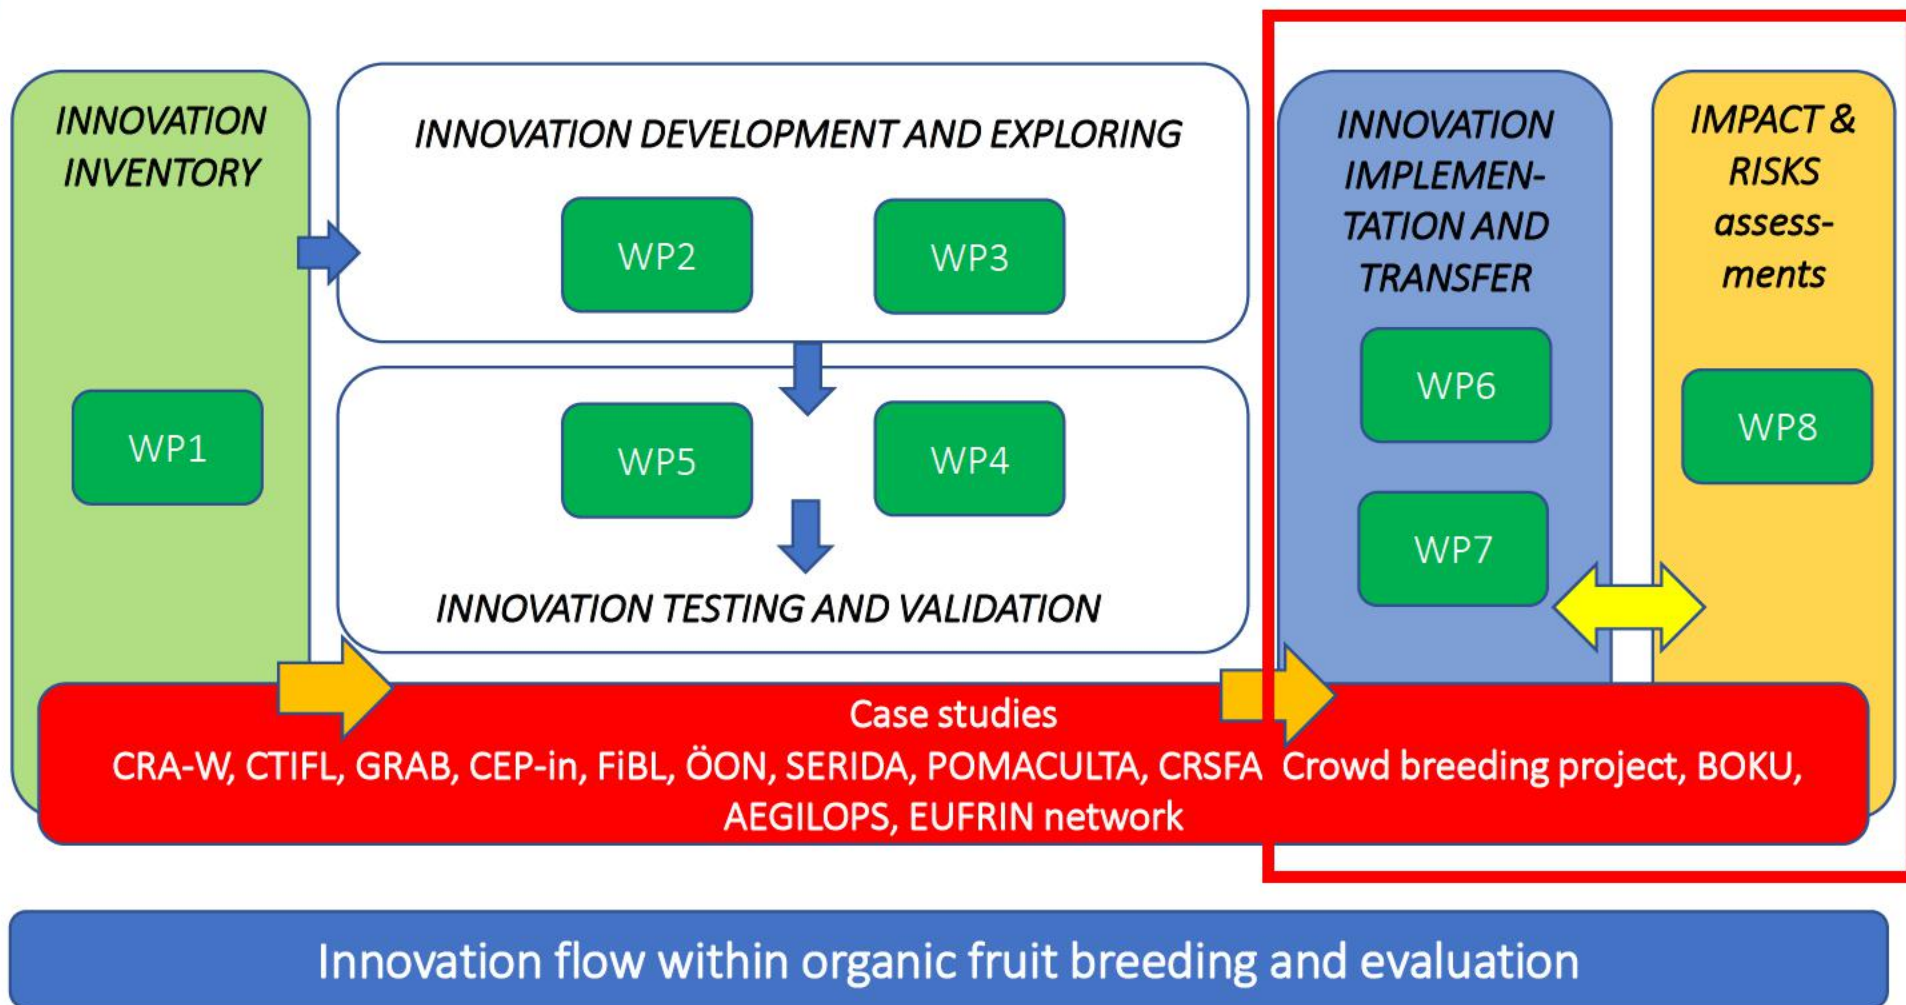 INNOVATION
INVENTORY
WP1
INNOVATION DEVELOPMENT AND EXPLORING
WP2
WP3
WP5
WP4
INNOVATION TESTING AND VALIDATION
INNOVATION
IMPLEMEN-
TATION AND
TRANSFER
WP6
WP7
IMPACT &
RISKS
assess-
ments
WP8
Case studies
CRA-W, CTIFL, GRAB, CEP-in, FiBL, ÖON, SERIDA, POMACULTA, CRSFA Crowd breeding project, BOKU,
AEGILOPS, EUFRIN network
Innovation flow within organic fruit breeding and evaluation